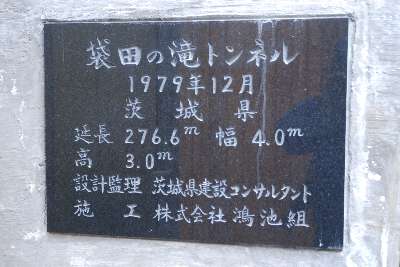 袋田の滝トンネル
1979年12月
茨城県
延長 276.6m 幅 4.0m
高 3.0m
設計監理 茨城県建設コンサルタント
施工 株式会社鴻池組